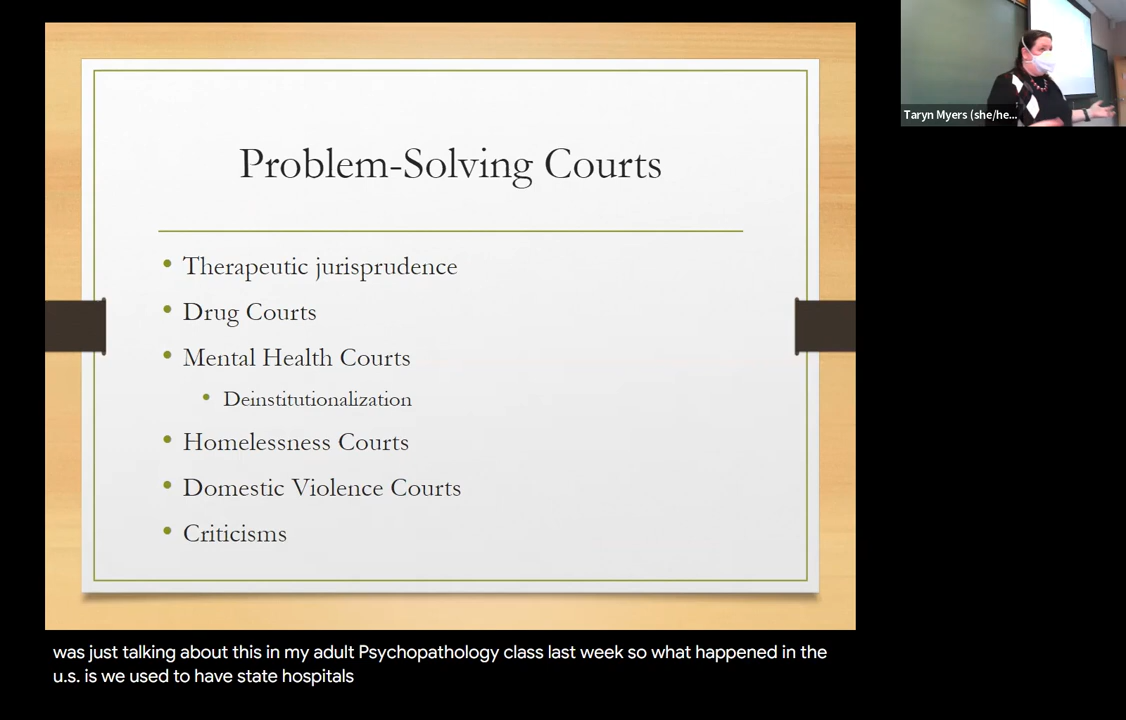 Problem-Solving Courts
• Therapeutic jurisprudence
• Drug Courts
• Mental Health Courts
• Deinstitutionalization
• Homelessness Courts
• Domestic Violence Courts
• Criticisms
Taryn Myers (she/he...
was just talking about this in my adult Psychopathology class last week so what happened in the
u.s. is we used to have state hospitals